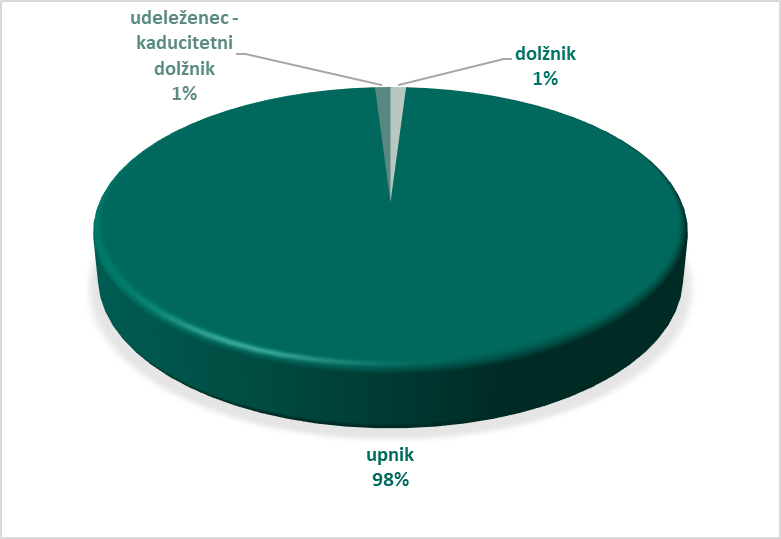 udeleženec -
kaducitetni
dolžnik
1%
dolžnik
1%
upnik
98%